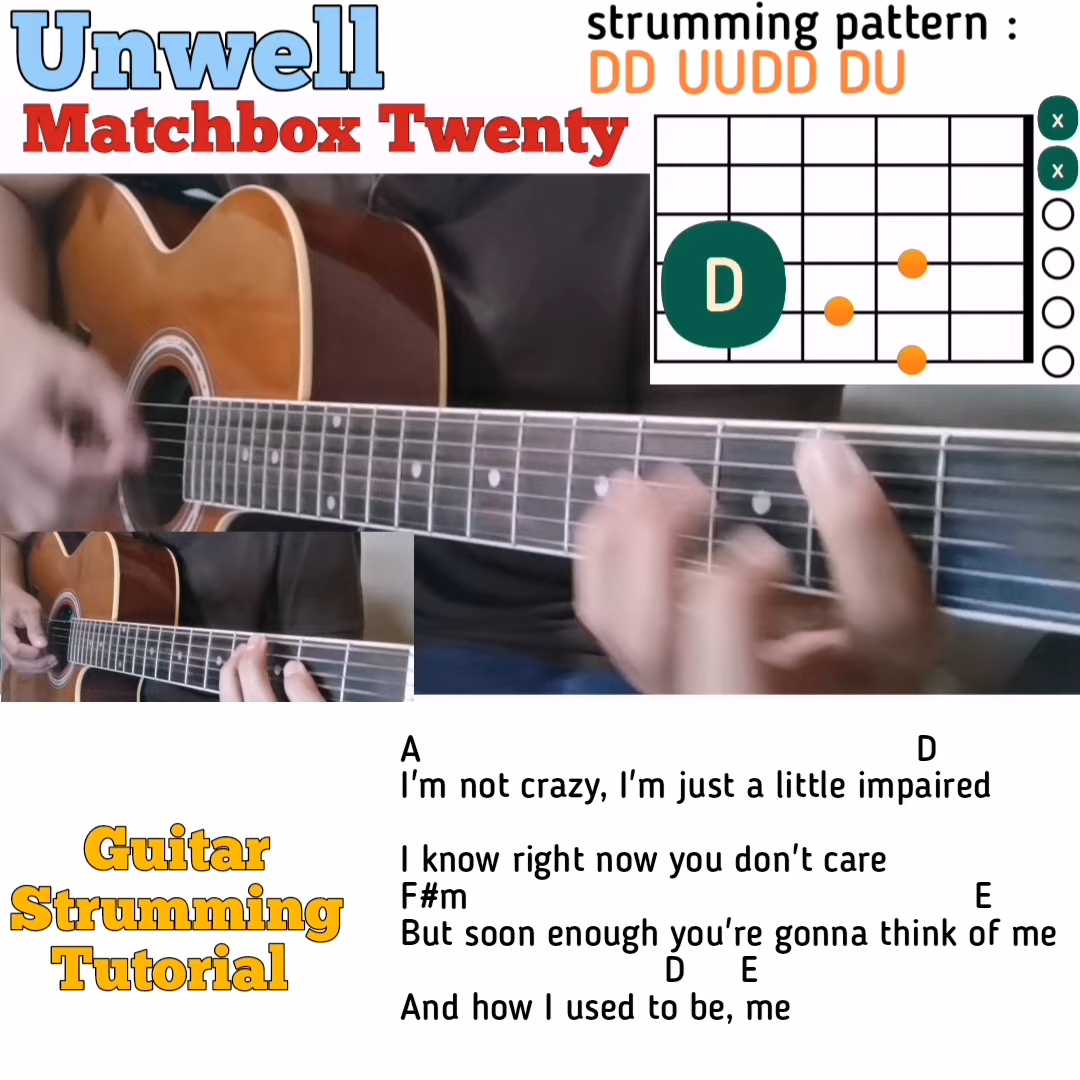 Unwell
Matchbox Twenty
strumming pattern :
DD UUDD DU
x
x
D
A D
I'm not crazy, I'm just a little impaired
I know right now you don't care
F#m E
But soon enough you're gonna think of me
D E
And how I used to be, me
Guitar
Strumming
Tutorial